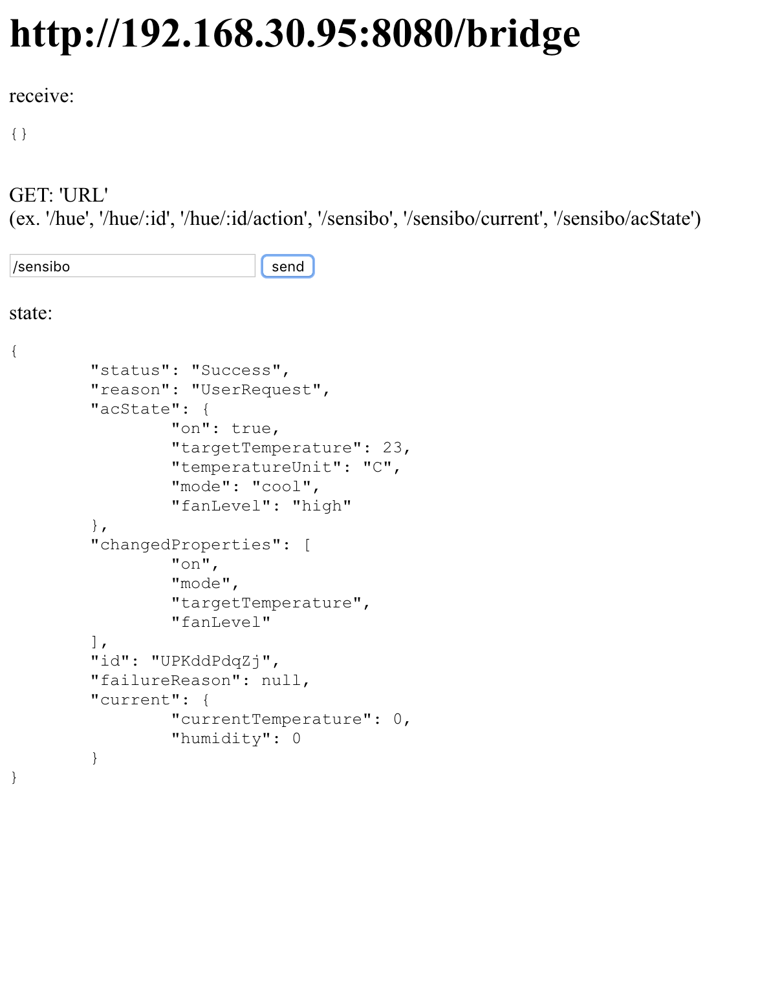 http://192.168.30.95:8080/bridge
receive:
{}
GET: 'URL'
(ex. '/hue', '/hue/:id', '/hue/:id/action', '/sensibo', '/sensibo/current', '/sensibo/acState')
/sensibo send
state:
{
"status": "Success",
"reason": "UserRequest",
"acState": {
"on": true,
"targetTemperature": 23,
"temperatureUnit": "C",
"mode": "cool",
"fanLevel": "high"
},
"changedProperties": [
"on",
"mode",
"targetTemperature",
"fanLevel"
],
"id": "UPKddPdqZj",
"failureReason": null,
"current": {
"currentTemperature": 0,
"humidity": 0
}
}